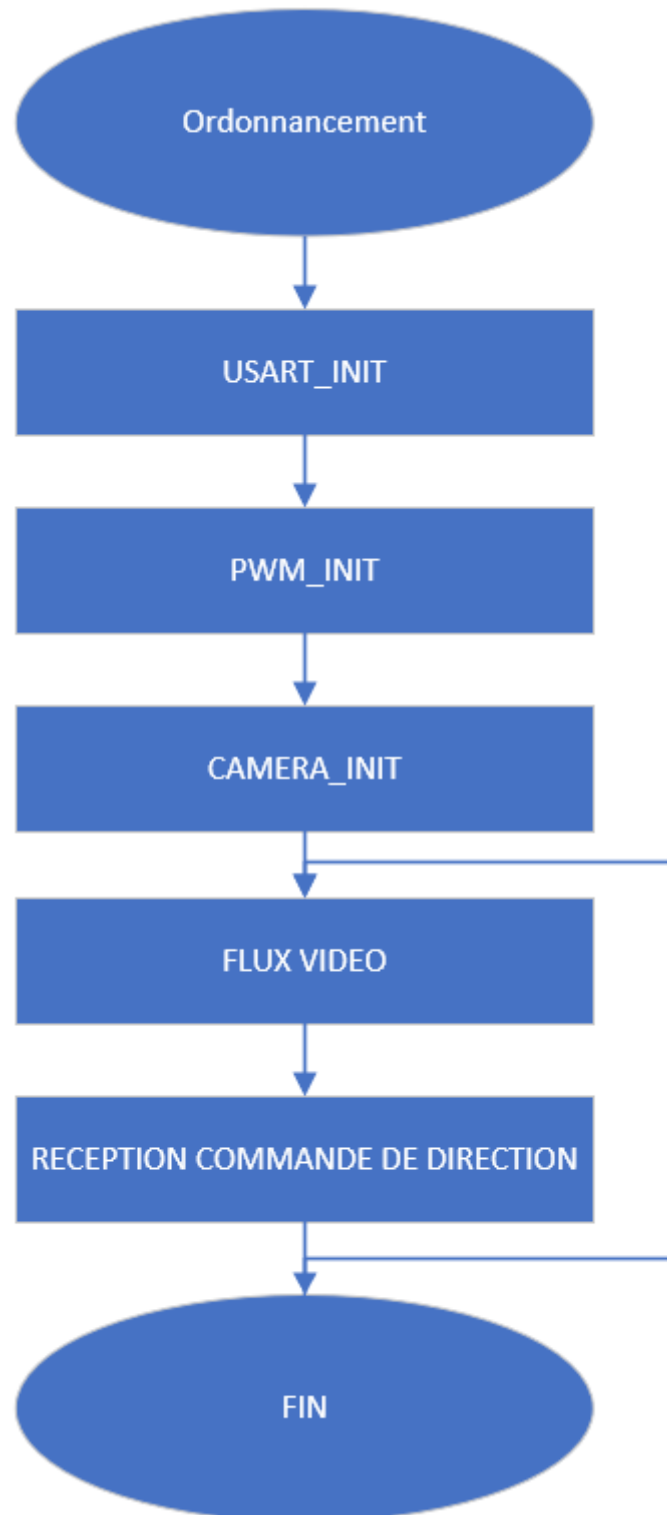 Ordonnancement
USART_INIT
PWM_INIT
CAMERA_INIT
FLUX VIDEO
RECEPTION COMMANDE DE DIRECTION
FIN